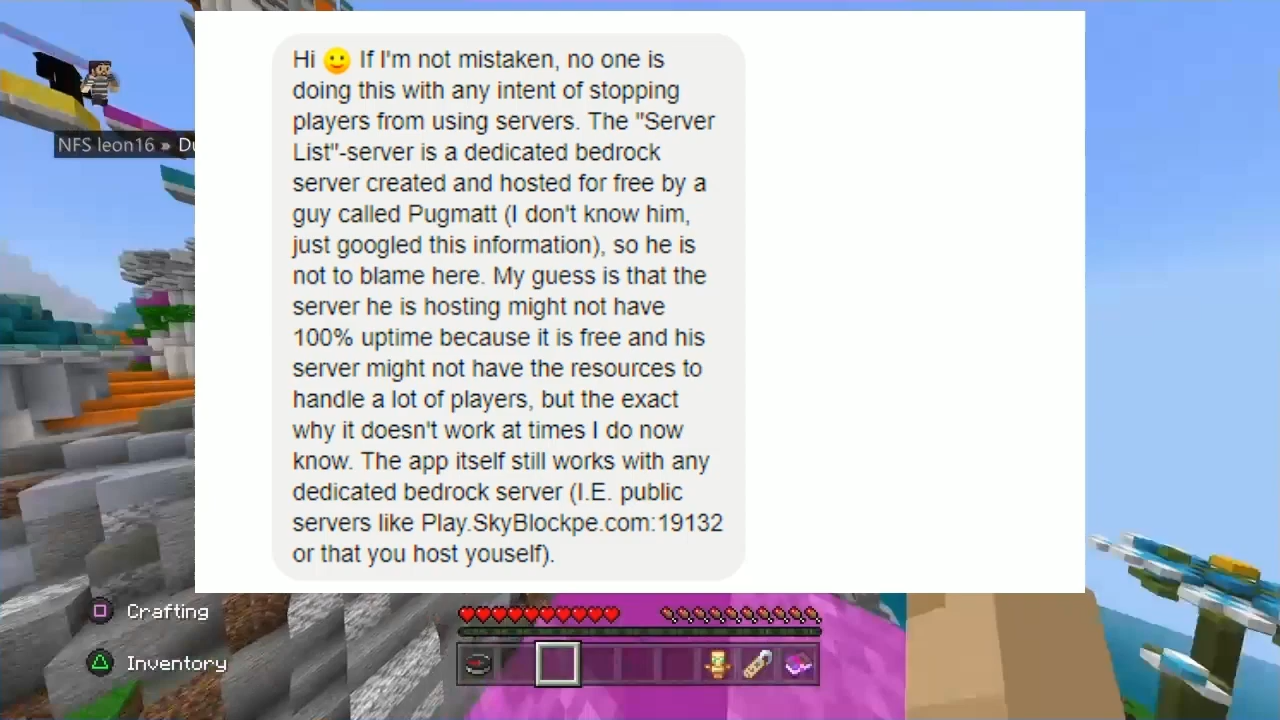 Hi 🙂 If I'm not mistaken, no one is
doing this with any intent of stopping
players from using servers. The "Server
List"-server is a dedicated bedrock
server created and hosted for free by a
guy called Pugmatt (I don't know him,
just googled this information), so he is
not to blame here. My guess is that the
server he is hosting might not have
100% uptime because it is free and his
server might not have the resources to
handle a lot of players, but the exact
why it doesn't work at times I do now
know. The app itself still works with any
dedicated bedrock server (I.E. public
servers like Play.SkyBlockpe.com:19132
or that you host youself).
NFS leon16 »
Crafting
Inventory